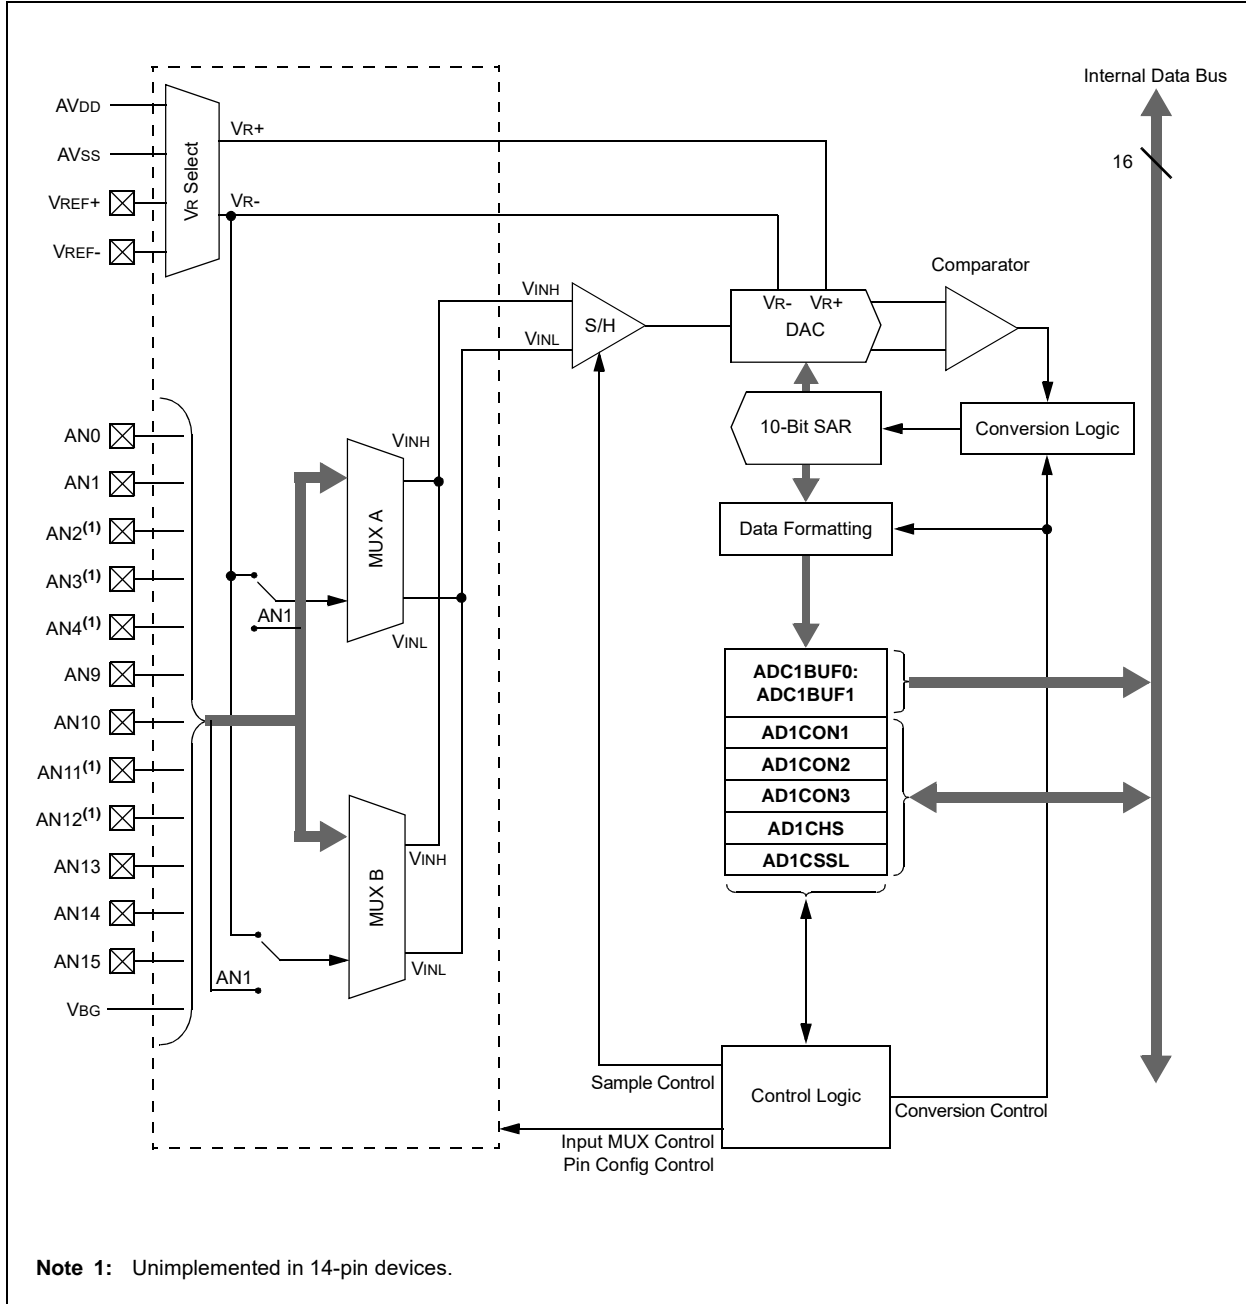 Internal Data Bus
16
AVDD
AVSS
VREF+
VREF-
VR Select
VR+
VR-
Comparator
VINH
VINL
S/H
VR- VR+
DAC
10-Bit SAR
Conversion Logic
Data Formatting
AN0
AN1
AN2(1)
AN3(1)
AN4(1)
AN9
AN10
AN11(1)
AN12(1)
AN13
AN14
AN15
VBG
VINH
MUX A
AN1
VINL
VINH
MUX B
AN1
VINL
ADC1BUF0:
ADC1BUF1
AD1CON1
AD1CON2
AD1CON3
AD1CHS
AD1CSSL
Sample Control
Control Logic
Conversion Control
Input MUX Control
Pin Config Control
Note 1: Unimplemented in 14-pin devices.